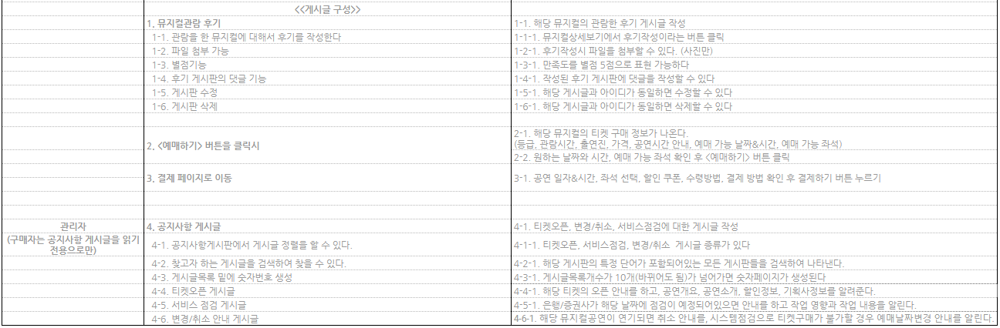 <<게시글 구성>>
1. 뮤지컬관람 후기
1-1. 해당 뮤지컬의 관람한 후기 게시글 작성
1-1. 관람을 한 뮤지컬에 대해서 후기를 작성한다
1-1-1. 뮤지컬상세보기에서 후기작성이라는 버튼 클릭
1-2. 파일 첨부 가능
1-2-1. 후기작성시 파일을 첨부할 수 있다. (사진만)
1-3. 별점기능
1-3-1. 만족도를 별점 5점으로 표현 가능하다
1-4. 후기 게시판의 댓글 기능
1-4-1. 작성된 후기 게시판에 댓글을 작성할 수 있다
1-5. 게시판 수정
1-5-1. 해당 게시글과 아이디가 동일하면 수정할 수 있다
1-6. 게시판 삭제
1-6-1. 해당 게시글과 아이디가 동일하면 삭제할 수 있다
2. <예매하기> 버튼을 클릭시
2-1. 해당 뮤지컬의 티켓 구매 정보가 나온다.
(등급, 관람시간, 출연진, 가격, 공연시간 안내, 예매 가능 날짜&시간, 예매 가능 좌석)
2-2. 원하는 날짜와 시간, 예매 가능 좌석 확인 후 <예매하기> 버튼 클릭
3. 결제 페이지로 이동
3-1. 공연 일자&시간, 좌석 선택, 할인 쿠폰, 수령방법, 결제 방법 확인 후 결제하기 버튼 누르기
관리자
4. 공지사항 게시글
4-1. 티켓오픈, 변경/취소, 서비스점검에 대한 게시글 작성
(구매자는 공지사항 게시글을 읽기
전용으로만)
4-1. 공지사항게시판에서 게시글 정렬을 할 수 있다.
4-1-1. 티켓오픈, 서비스점검, 변경/취소 게시글 종류가 있다
4-2. 찾고자 하는 게시글을 검색하여 찾을 수 있다.
4-2-1. 해당 게시판의 특정 단어가 포함되어있는 모든 게시판들을 검색하여 나타낸다.
4-3. 게시글목록 밑에 숫자번호 생성
4-3-1. 게시글목록개수가 10개(바뀌어도 됨)가 넘어가면 숫자페이지가 생성된다
4-4. 티켓오픈 게시글
4-4-1. 해당 티켓의 오픈 안내를 하고, 공연개요, 공연소개, 할인정보, 기획사정보를 알려준다.
4-5. 서비스 점검 게시글
4-5-1. 은행/증권사가 해당 날짜에 점검이 예정되어있으면 안내를 하고 작업 영향과 작업 내용을 알린다.
4-6. 변경/취소 안내 게시글
4-6-1. 해당 뮤지컬공연이 연기되면 취소 안내를, 시스템점검으로 티켓구매가 불가할 경우 예매날짜변경 안내를 알린다.